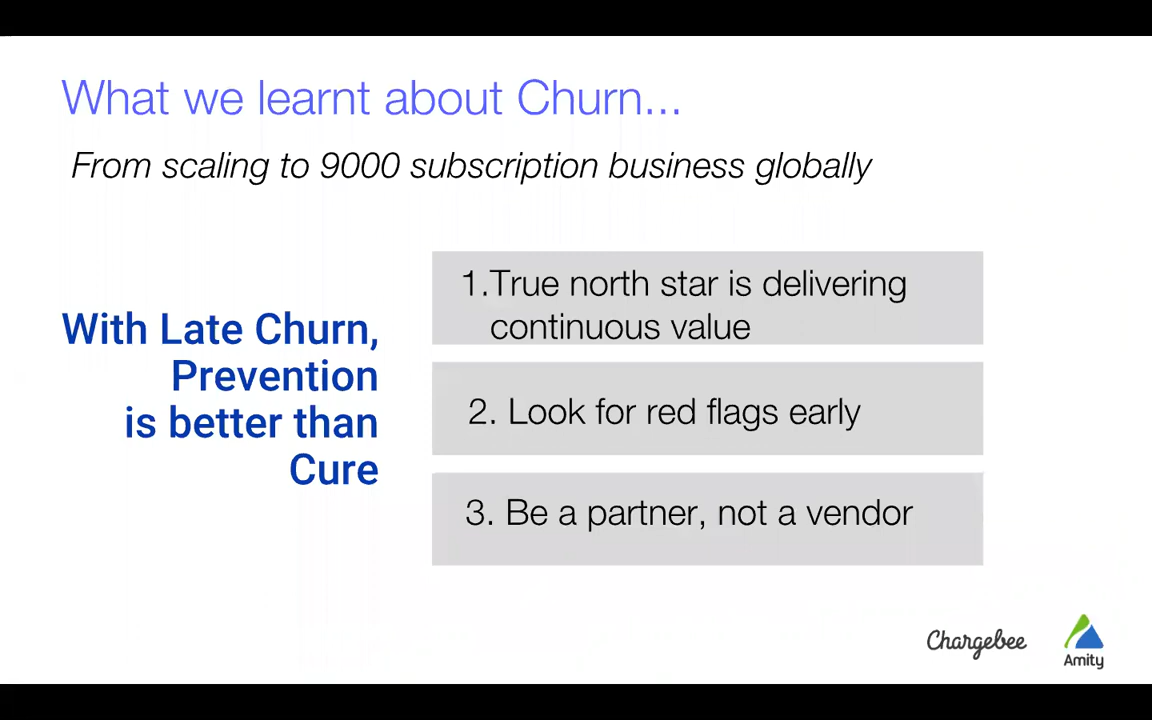 What we learnt about Churn...
From scaling to 9000 subscription business globally
With Late Churn,
Prevention
is better than
Cure
1.True north star is delivering
continuous value
2. Look for red flags early
3. Be a partner, not a vendor
Chargebee
Amity